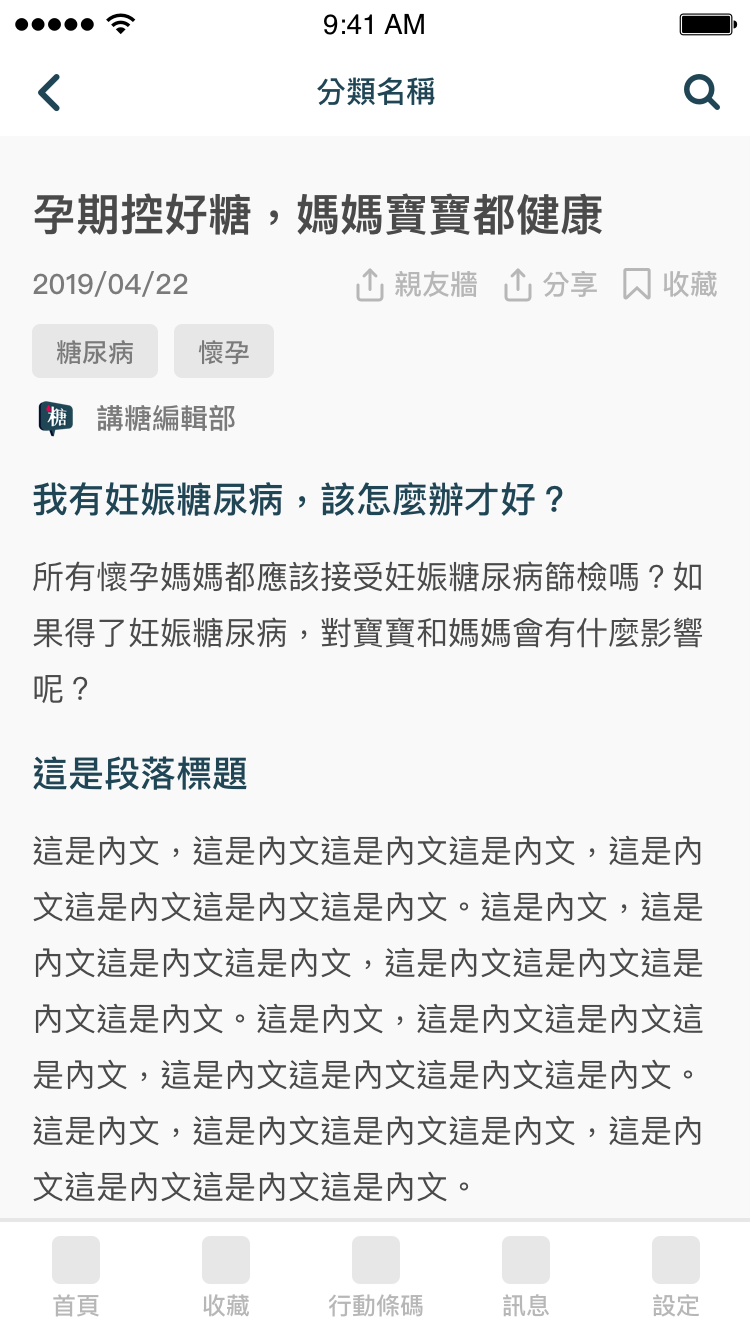 9:41 AM
分類名稱
孕期控好糖，媽媽寶寶都健康
2019/04/22 親友牆 分享 收藏
糖尿病 懷孕
糖 講糖編輯部
我有妊娠糖尿病，該怎麼辦才好？
所有懷孕媽媽都應該接受妊娠糖尿病篩檢嗎？如
果得了妊娠糖尿病，對寶寶和媽媽會有什麼影響
呢？
這是段落標題
這是內文，這是內文這是內文這是內文，這是內
文這是內文這是內文這是內文。這是內文，這是
內文這是內文這是內文，這是內文這是內文這是
內文這是內文。這是內文，這是內文這是內文這
是內文，這是內文這是內文這是內文這是內文。
這是內文，這是內文這是內文這是內文，這是內
文這是內文這是內文這是內文。
首頁 收藏 行動條碼 訊息 設定